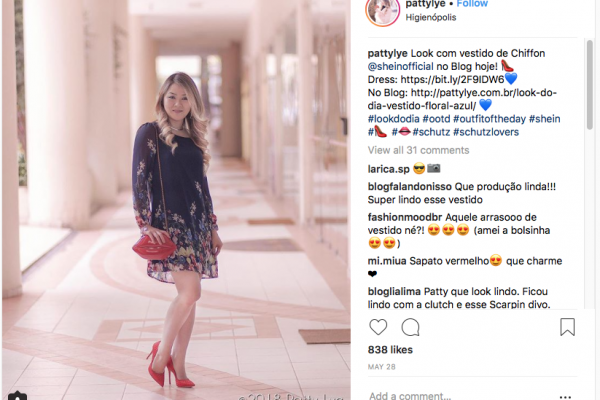 pattylye • Follow
Higienópolis
pattylye Look com vestido de Chiffon
@sheinofficial no Blog hoje! 👠
Dress: https://bit.ly/2F9IDW6💙
No Blog: http://pattylye.com.br/look-do-
dia-vestido-floral-azul/ 💙
#lookdodia #ootd #outfitoftheday #shein
#👠 #👄#schutz #schutzlovers
View all 31 comments
larica.sp 😎📷
blogfalandonisso Que produção linda!!!
Super lindo esse vestido
fashionmoodbr Aquele arrasooo de
vestido né?! 😍😍😍 (amei a bolsinha
😍😍)
mi.miua Sapato vermelho😍 que charme
❤
bloglialima Patty que look lindo. Ficou
lindo com a clutch e esse Scarpin divo.
838 likes
MAY 28
Add a comment...
©2018 Patty Lye